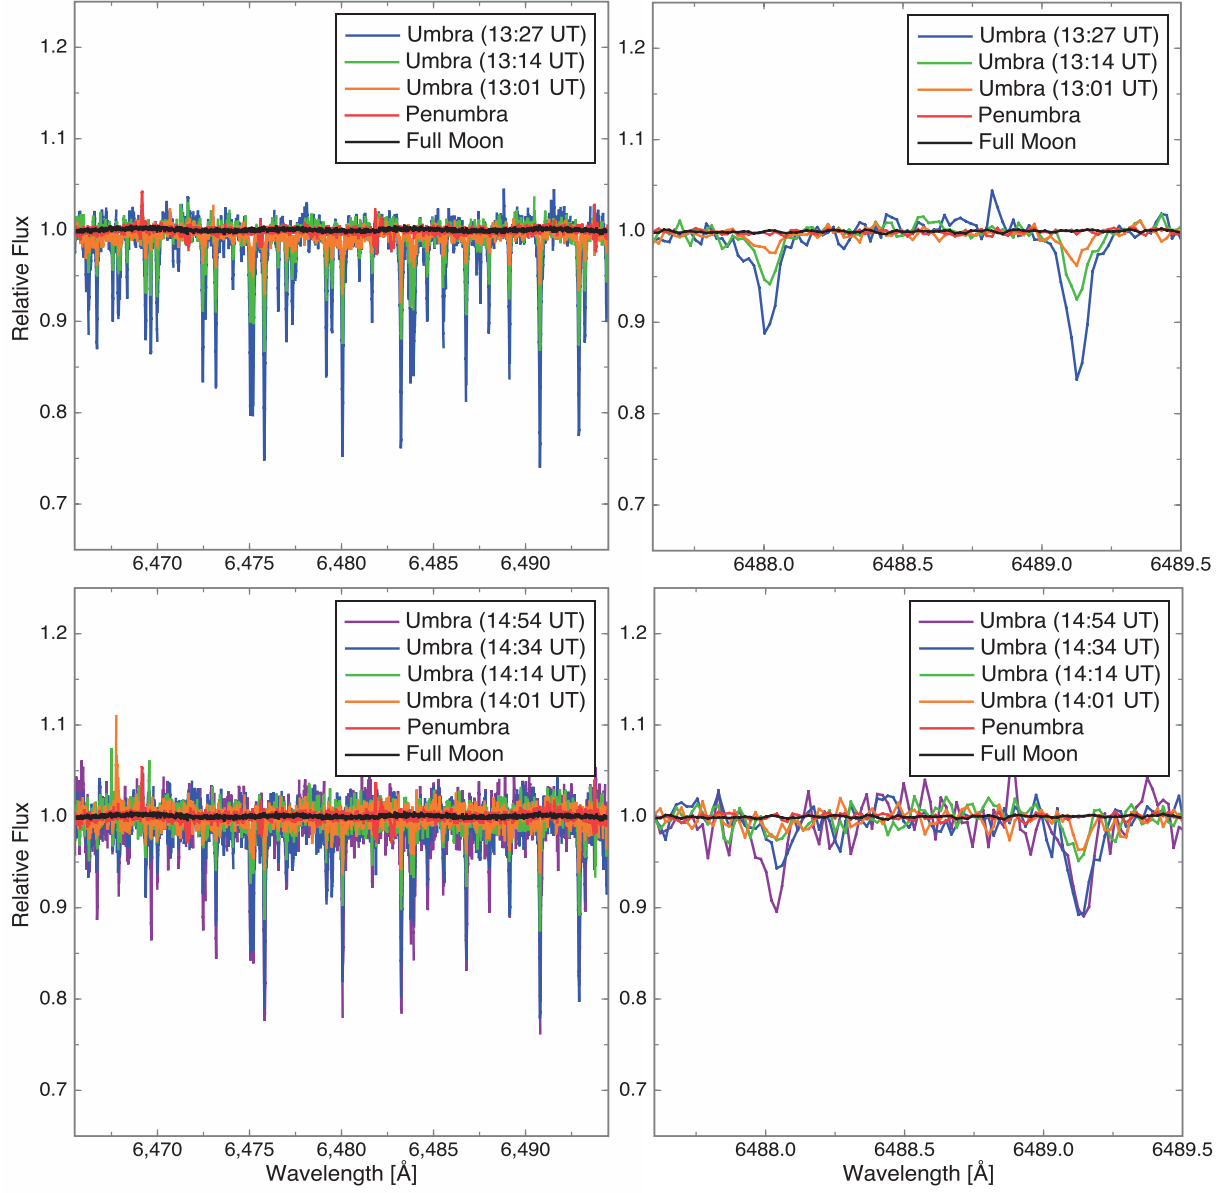 Umbra (13:27 UT)
Umbra (13:14 UT)
Umbra (13:01 UT)
Penumbra
Full Moon
1.2
1.1
1.0
0.9
0.8
0.7
Relative Flux
6,470 6,475 6,480 6,485 6,490
Umbra (13:27 UT)
Umbra (13:14 UT)
Umbra (13:01 UT)
Penumbra
Full Moon
1.2
1.1
1.0
0.9
0.8
0.7
6488.0 6488.5 6489.0 6489.5
Umbra (14:54 UT)
Umbra (14:34 UT)
Umbra (14:14 UT)
Umbra (14:01 UT)
Penumbra
Full Moon
1.2
1.1
1.0
0.9
0.8
0.7
Relative Flux
6,470 6,475 6,480 6,485 6,490
Wavelength [Å]
Umbra (14:54 UT)
Umbra (14:34 UT)
Umbra (14:14 UT)
Umbra (14:01 UT)
Penumbra
Full Moon
1.2
1.1
1.0
0.9
0.8
0.7
6488.0 6488.5 6489.0 6489.5
Wavelength [Å]